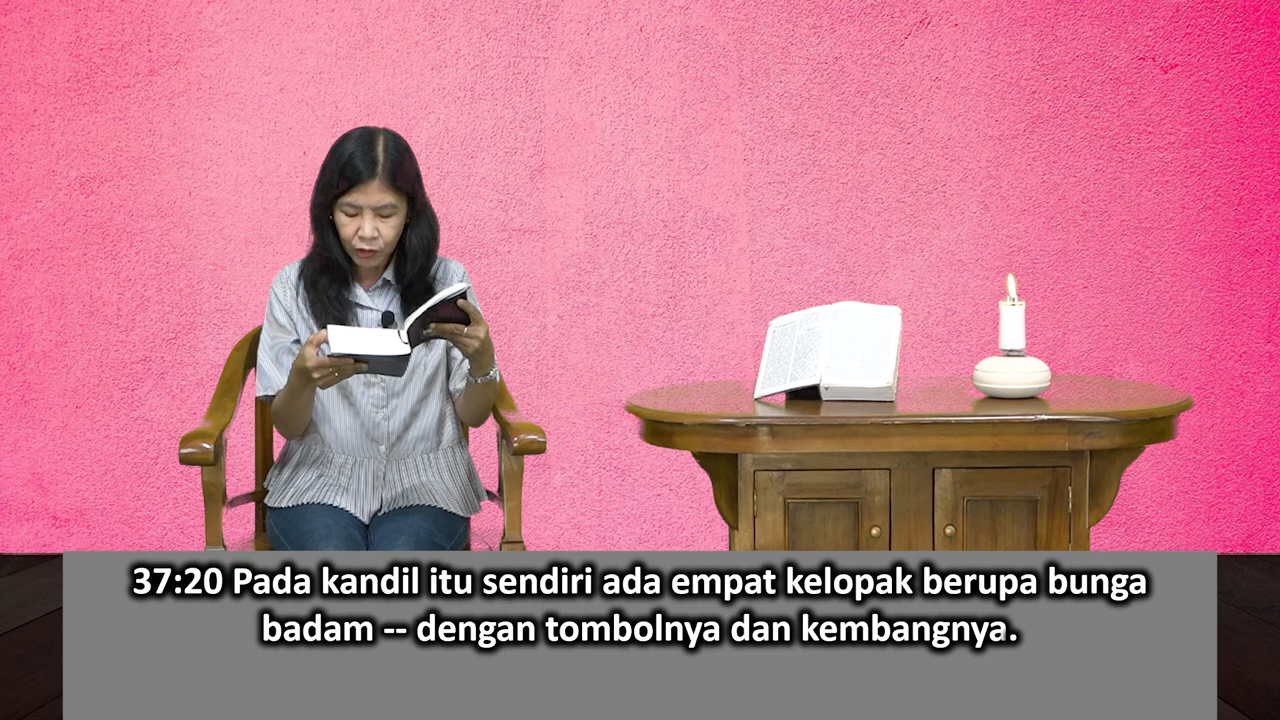 37:20 Pada kandil itu sendiri ada empat kelopak berupa bunga
badam -- dengan tombolnya dan kembangnya.